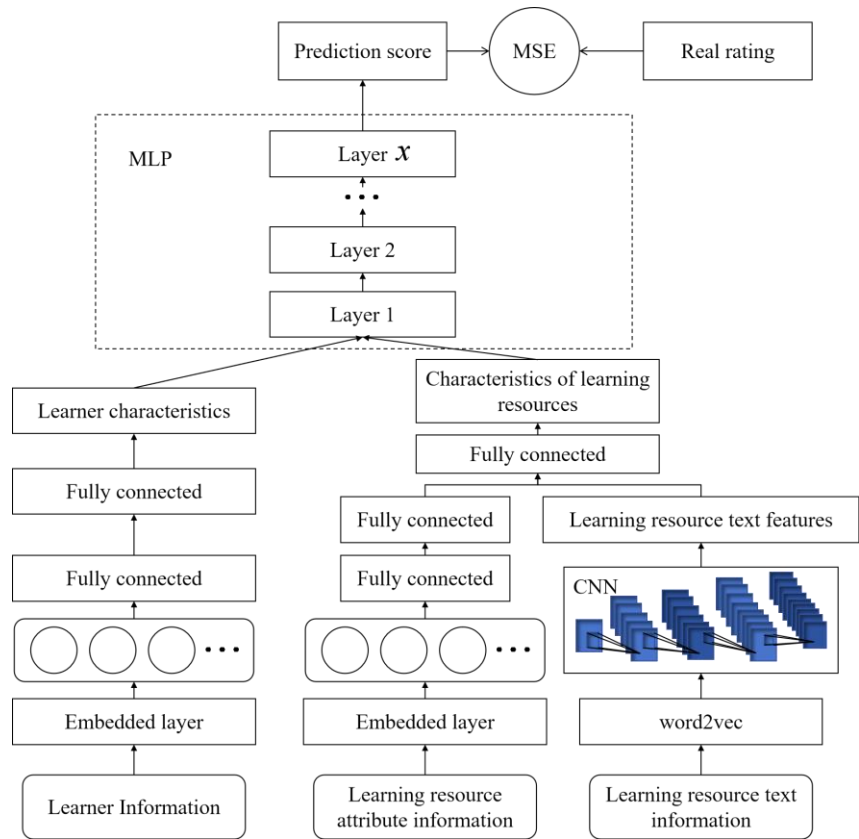 Prediction score
MSE
Real rating
MLP
Layer x
...
Layer 2
Layer 1
Characteristics of learning
resources
Learner characteristics
Fully connected
Fully connected
Fully connected
Learning resource text features
Fully connected
Fully connected
CNN
...
...
Embedded layer
Embedded layer
word2vec
Learner Information
Learning resource
attribute information
Learning resource text
information